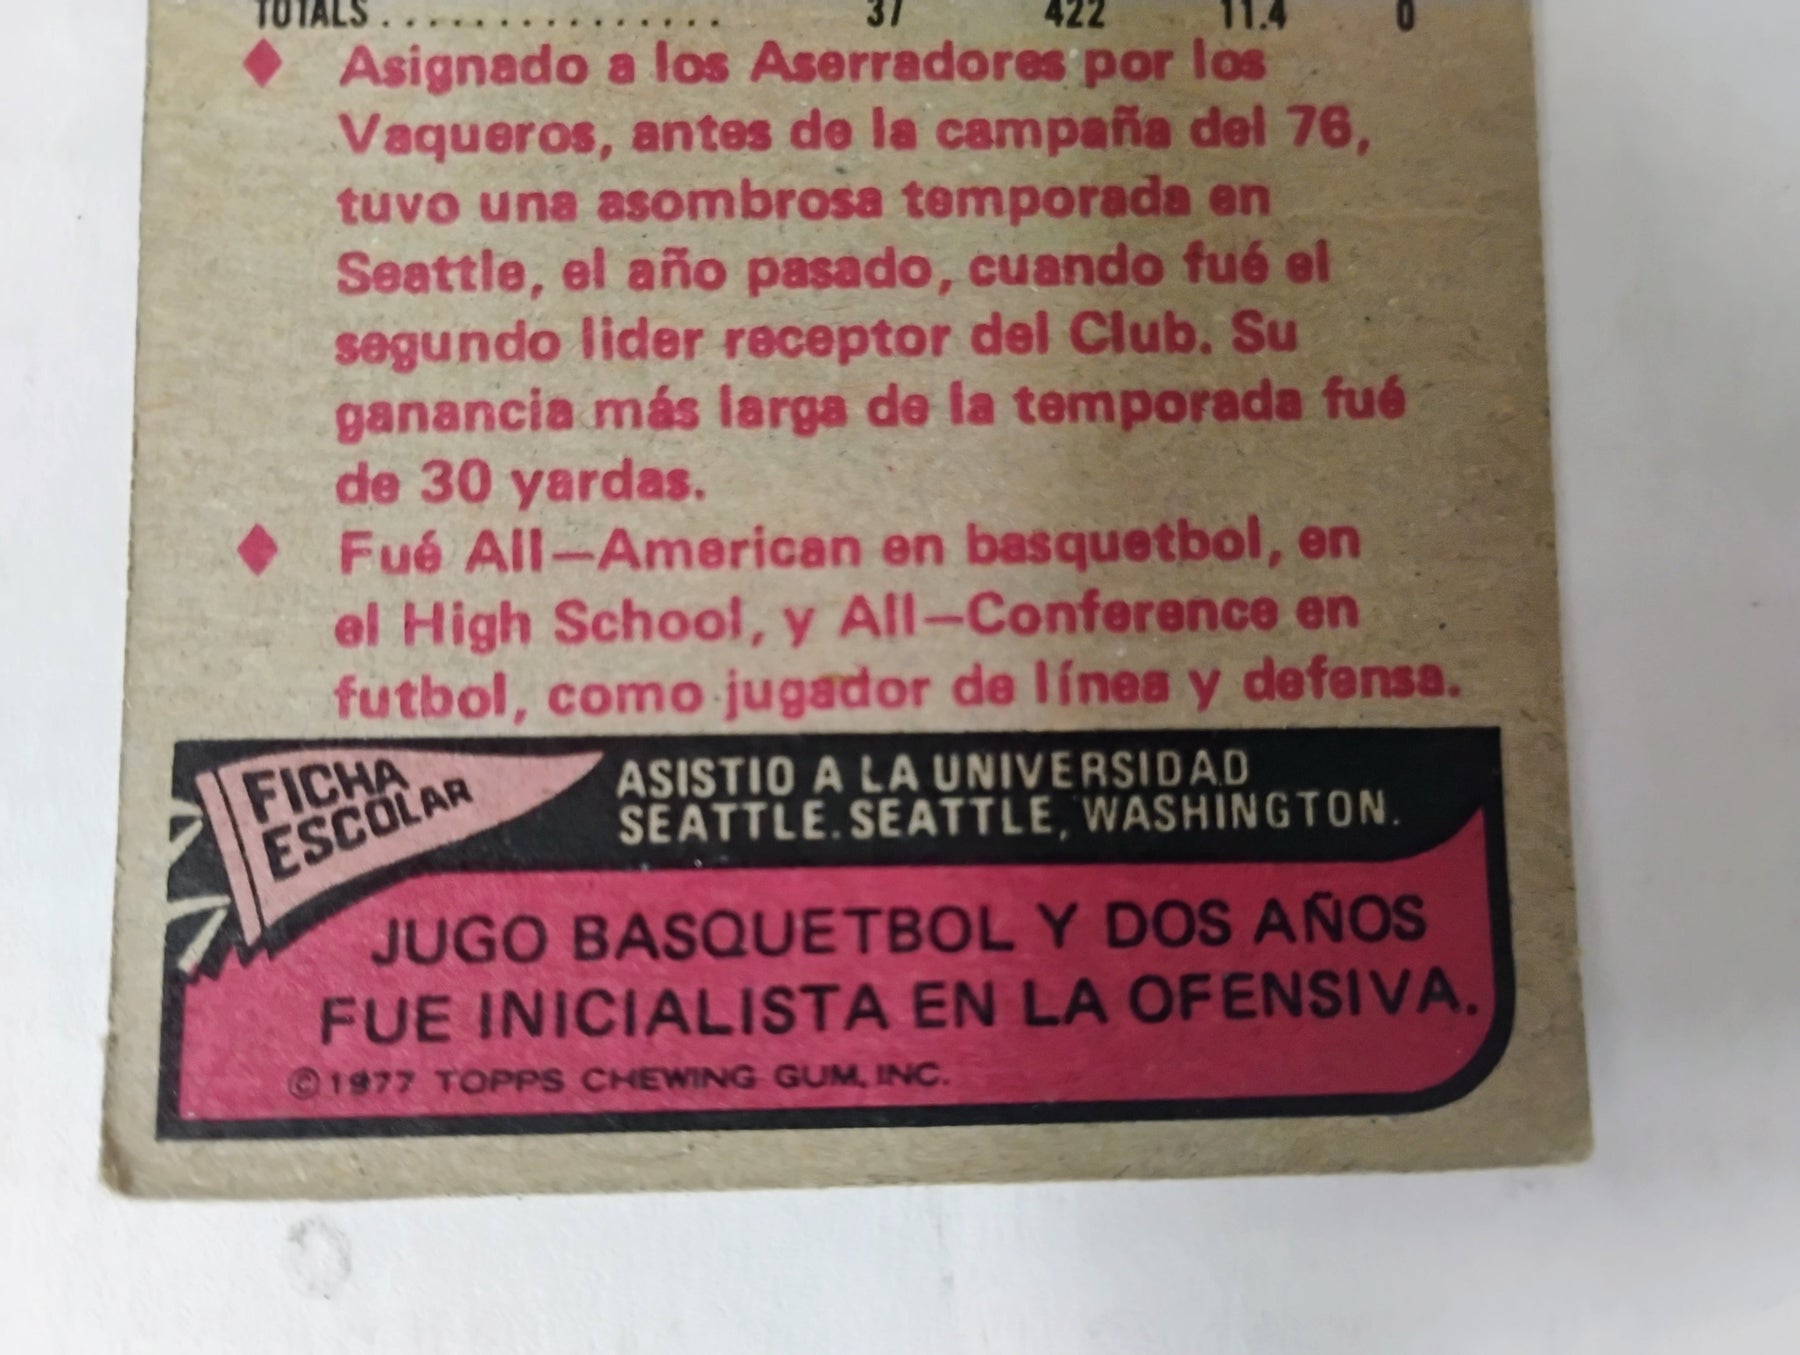 TOTALS................ 37 422 11.4 0
♦ Asignado a los Aserradores por los
Vaqueros, antes de la campaña del 76,
tuvo una asombrosa temporada en
Seattle, el año pasado, cuando fué el
segundo lider receptor del Club. Su
ganancia más larga de la temporada fué
de 30 yardas.
♦ Fué All—American en basquetbol, en
el High School, y All—Conference en
futbol, como jugador de línea y defensa.
FICHA
ESCOLAR
ASISTIO A LA UNIVERSIDAD
SEATTLE. SEATTLE, WASHINGTON.
JUGO BASQUETBOL Y DOS AÑOS
FUE INICIALISTA EN LA OFENSIVA.
©1977 TOPPS CHEWING GUM, INC.